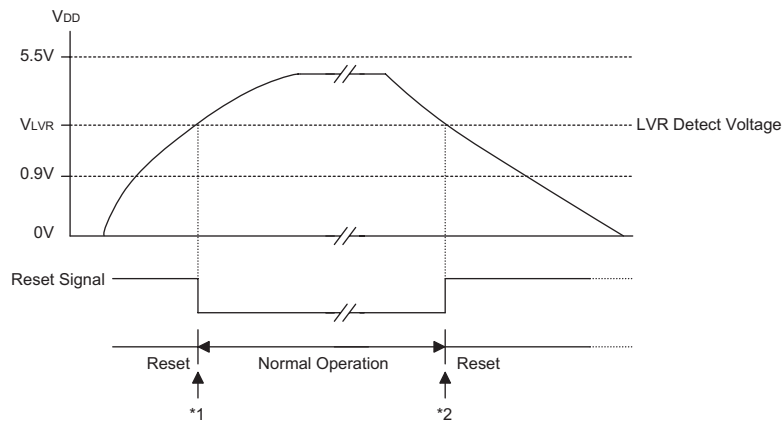 VDD
5.5V
VLVR
LVR Detect Voltage
0.9V
0V
Reset Signal
Reset Normal Operation Reset
*1 *2